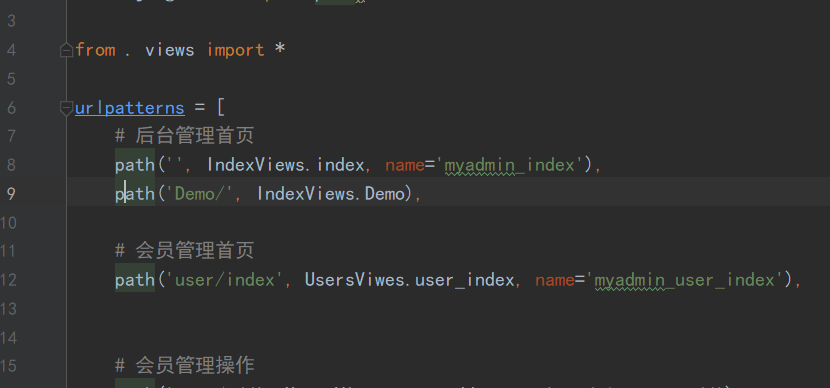 3
4 from . views import *
5
6 urlpatterns = [
7 # 后台管理首页
8 path('', IndexViews.index, name='myadmin_index'),
9 path('Demo/', IndexViews.Demo),
10
11 # 会员管理首页
12 path('user/index', UsersViwes.user_index, name='myadmin_user_index'),
13
14
15 # 会员管理操作